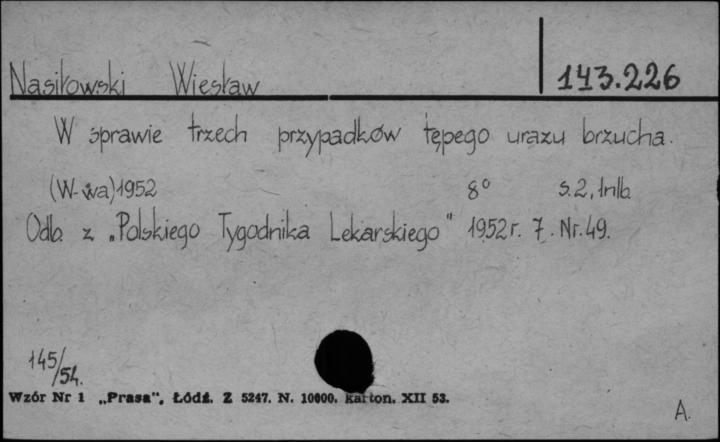 Nasiłowski Wiesław 143.226
W sprawie trzech przypadków tępego urazu brzucha.
(W-wa) 1952 8° s.2, 1nlb.
Odb. z „Polskiego Tygodnika Lekarskiego" 1952 r. 7. Nr. 49.
145/54.
Wzór Nr 1 „Prasa", Łódź. Z 5247. N. 10000. karton. XII 53.
A.